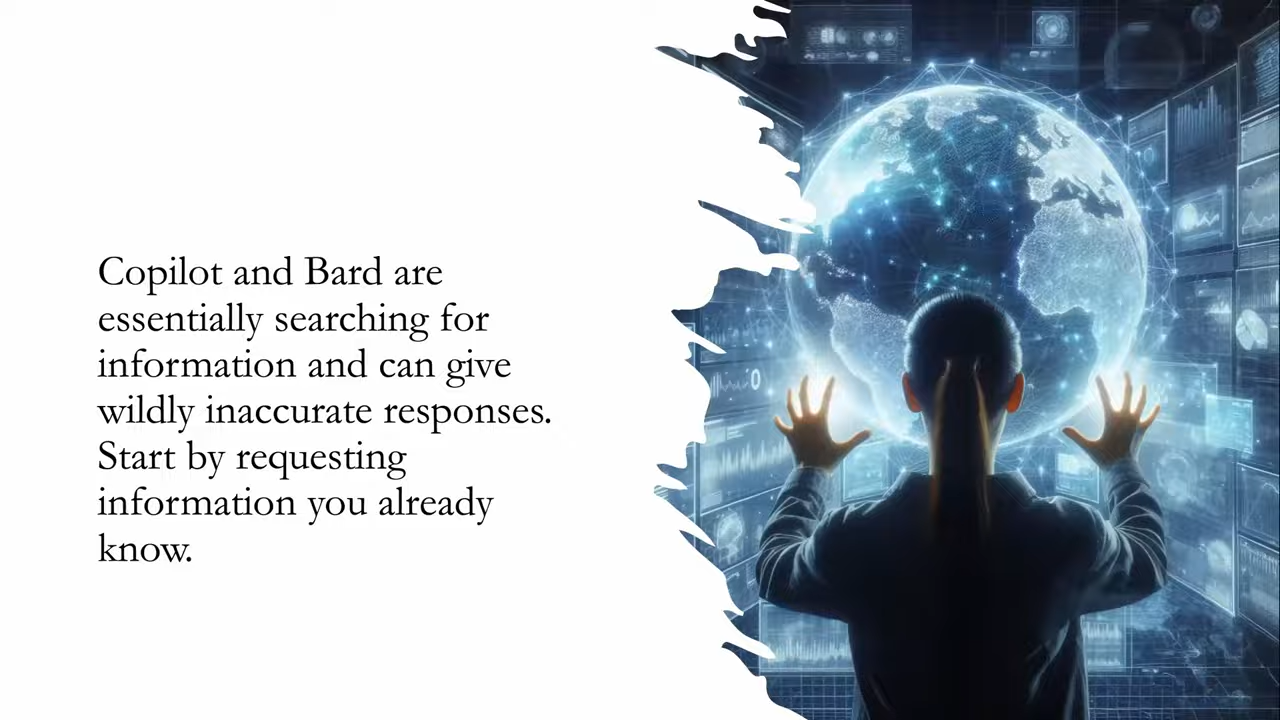 Copilot and Bard are
essentially searching for
information and can give
wildly inaccurate responses.
Start by requesting
information you already
know.